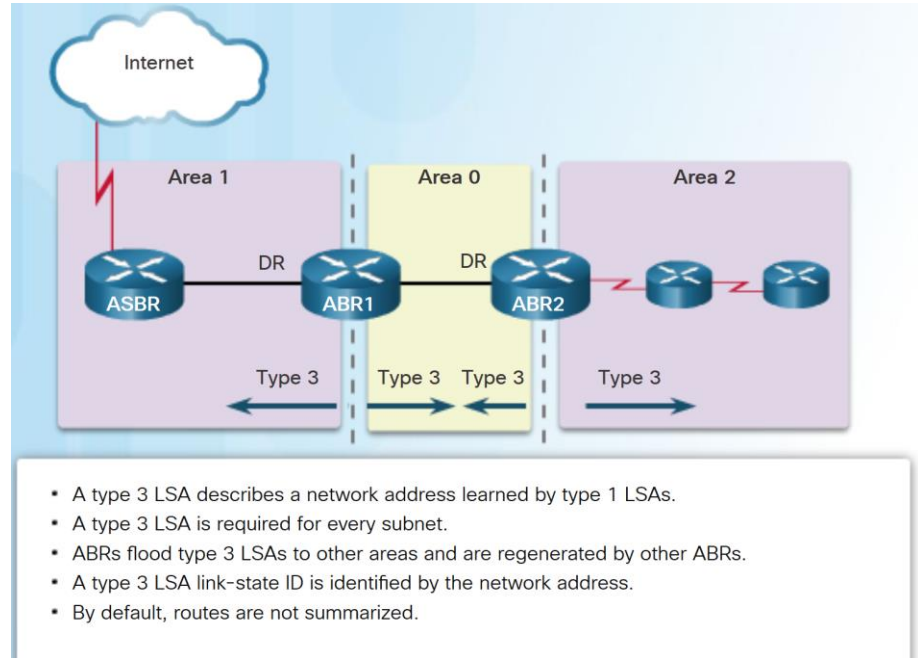 Internet
Area 1
Area 0
Area 2
DR
DR
ASBR
ABR1
ABR2
Type 3
Type 3
Type 3
Type 3
• A type 3 LSA describes a network address learned by type 1 LSAs.
• A type 3 LSA is required for every subnet.
• ABRs flood type 3 LSAs to other areas and are regenerated by other ABRs.
• A type 3 LSA link-state ID is identified by the network address.
• By default, routes are not summarized.